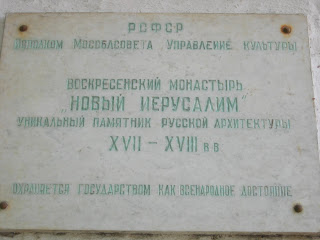 РСФСР
Исполком Мособлсовета Управление культуры
Воскресенский монастырь
„Новый Иерусалим"
уникальный памятник русской архитектуры
XVII – XVIII в в
охраняется государством как всенародное достояние